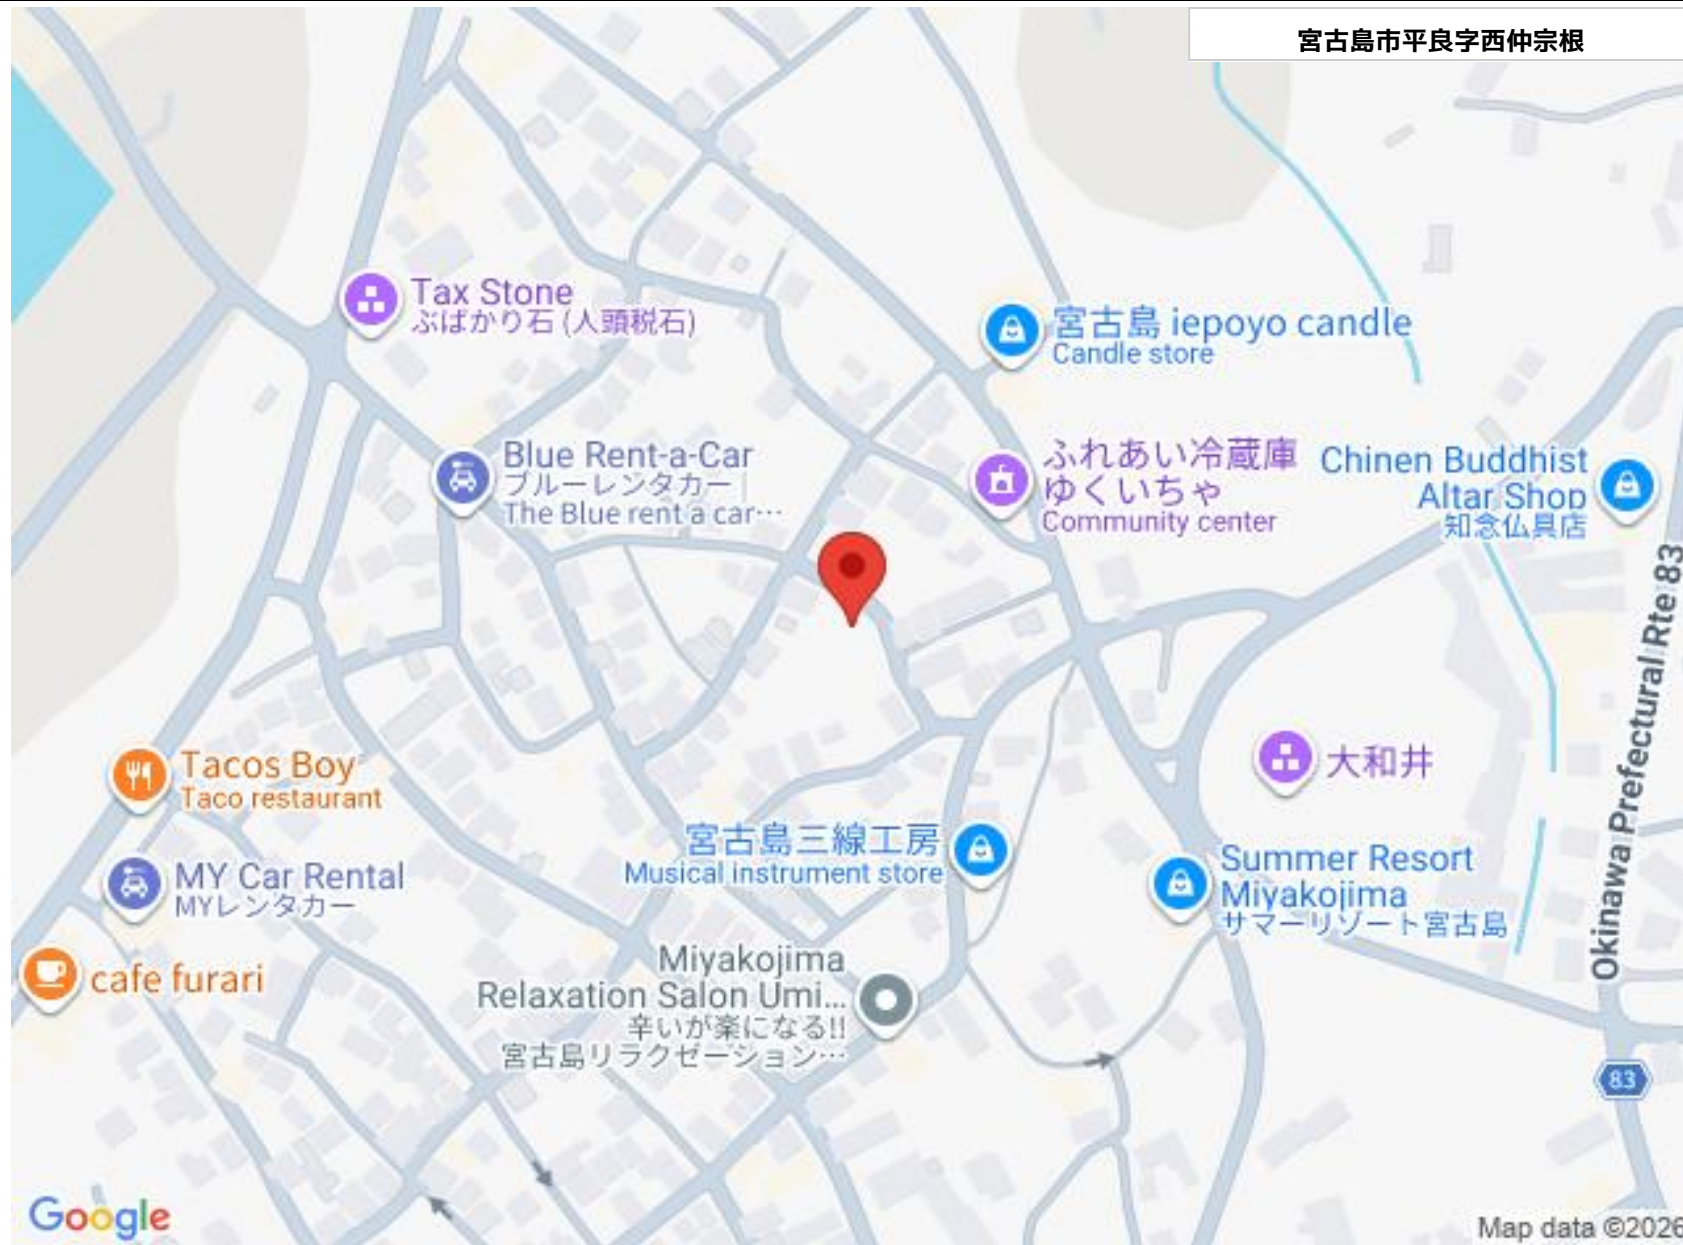 宮古島市平良字西仲宗根
Tax Stone
ぶばかり石 (人頭税石)
宮古島 iepoyo candle
Candle store
Blue Rent-a-Car
ブルーレンタカー |
The Blue rent a car…
ふれあい冷蔵庫
ゆくいちゃ
Community center
Chinen Buddhist
Altar Shop
知念仏具店
Okinawa Prefectural Rte 83
Tacos Boy
Taco restaurant
大和井
宮古島三線工房
Musical instrument store
MY Car Rental
MYレンタカー
Summer Resort
Miyakojima
サマーリゾート宮古島
cafe furari
Miyakojima
Relaxation Salon Umi...
辛いが楽になる!!
宮古島リラクゼーション…
83
Google
Map data ©2026